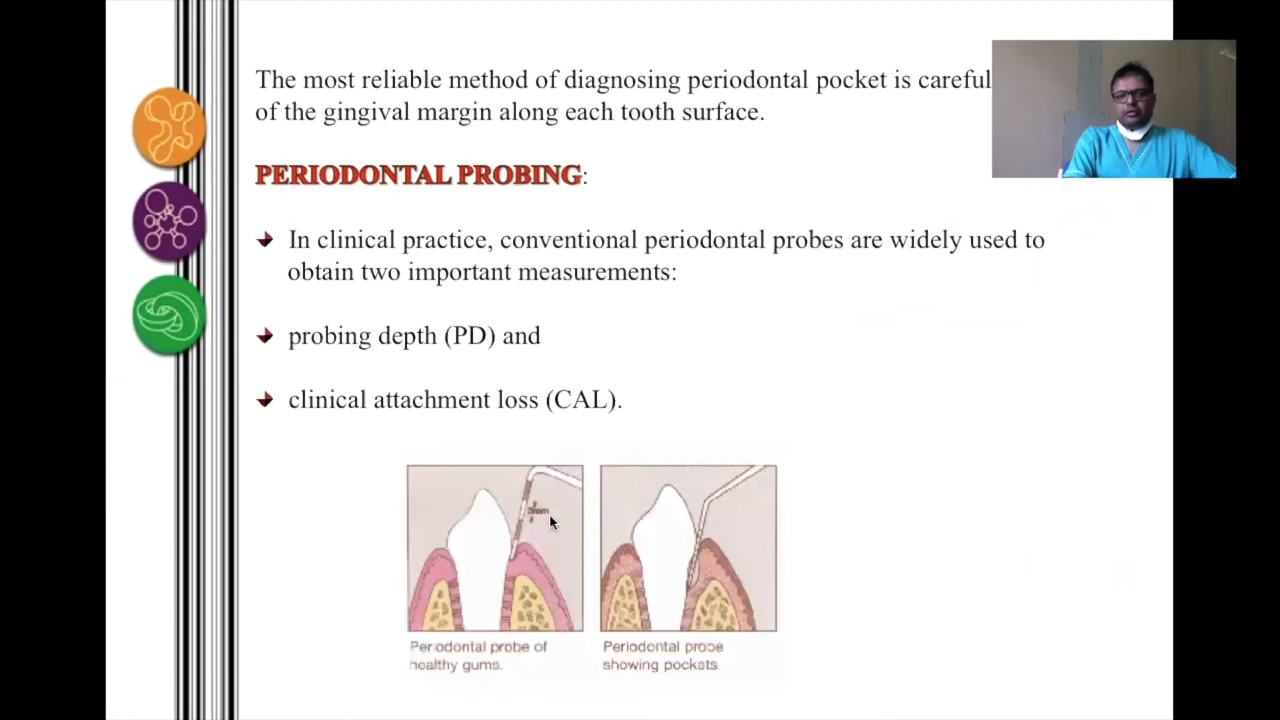 The most reliable method of diagnosing periodontal pocket is careful
of the gingival margin along each tooth surface.
PERIODONTAL PROBING:
In clinical practice, conventional periodontal probes are widely used to
obtain two important measurements:
probing depth (PD) and
clinical attachment loss (CAL).
Periodontal probe of
healthy gums.
Periodontal probe
showing pockets